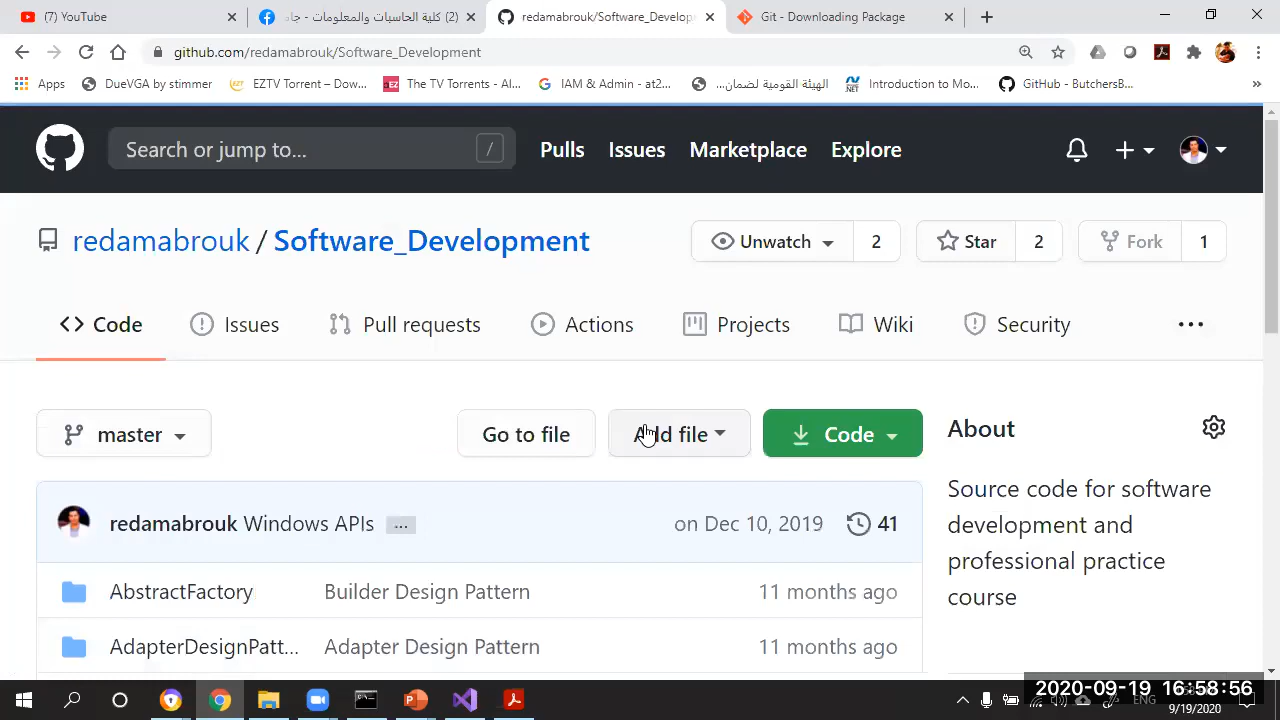 (7) YouTube
(2) كلية الحاسبات والمعلومات - جاد
redamabrouk/Software_Develop
Git - Downloading Package
github.com/redamabrouk/Software_Development
Apps
DueVGA by stimmer
EZTV Torrent – Dow...
The TV Torrents - Al...
IAM & Admin - at2...
الهيئة القومية لضمان...
Introduction to Mo...
GitHub - ButchersB...
»
Search or jump to...
/
Pulls
Issues
Marketplace
Explore
redamabrouk / Software_Development
Unwatch
2
Star
2
Fork
1
<> Code
Issues
Pull requests
Actions
Projects
Wiki
Security
...
master
Go to file
Add file
Code
About
redamabrouk Windows APIs
...
on Dec 10, 2019
41
Source code for software
development and
professional practice
course
AbstractFactory
Builder Design Pattern
11 months ago
AdapterDesignPatt...
Adapter Design Pattern
11 months ago
2020-09-19 16:58:56
ENG
9/19/2020